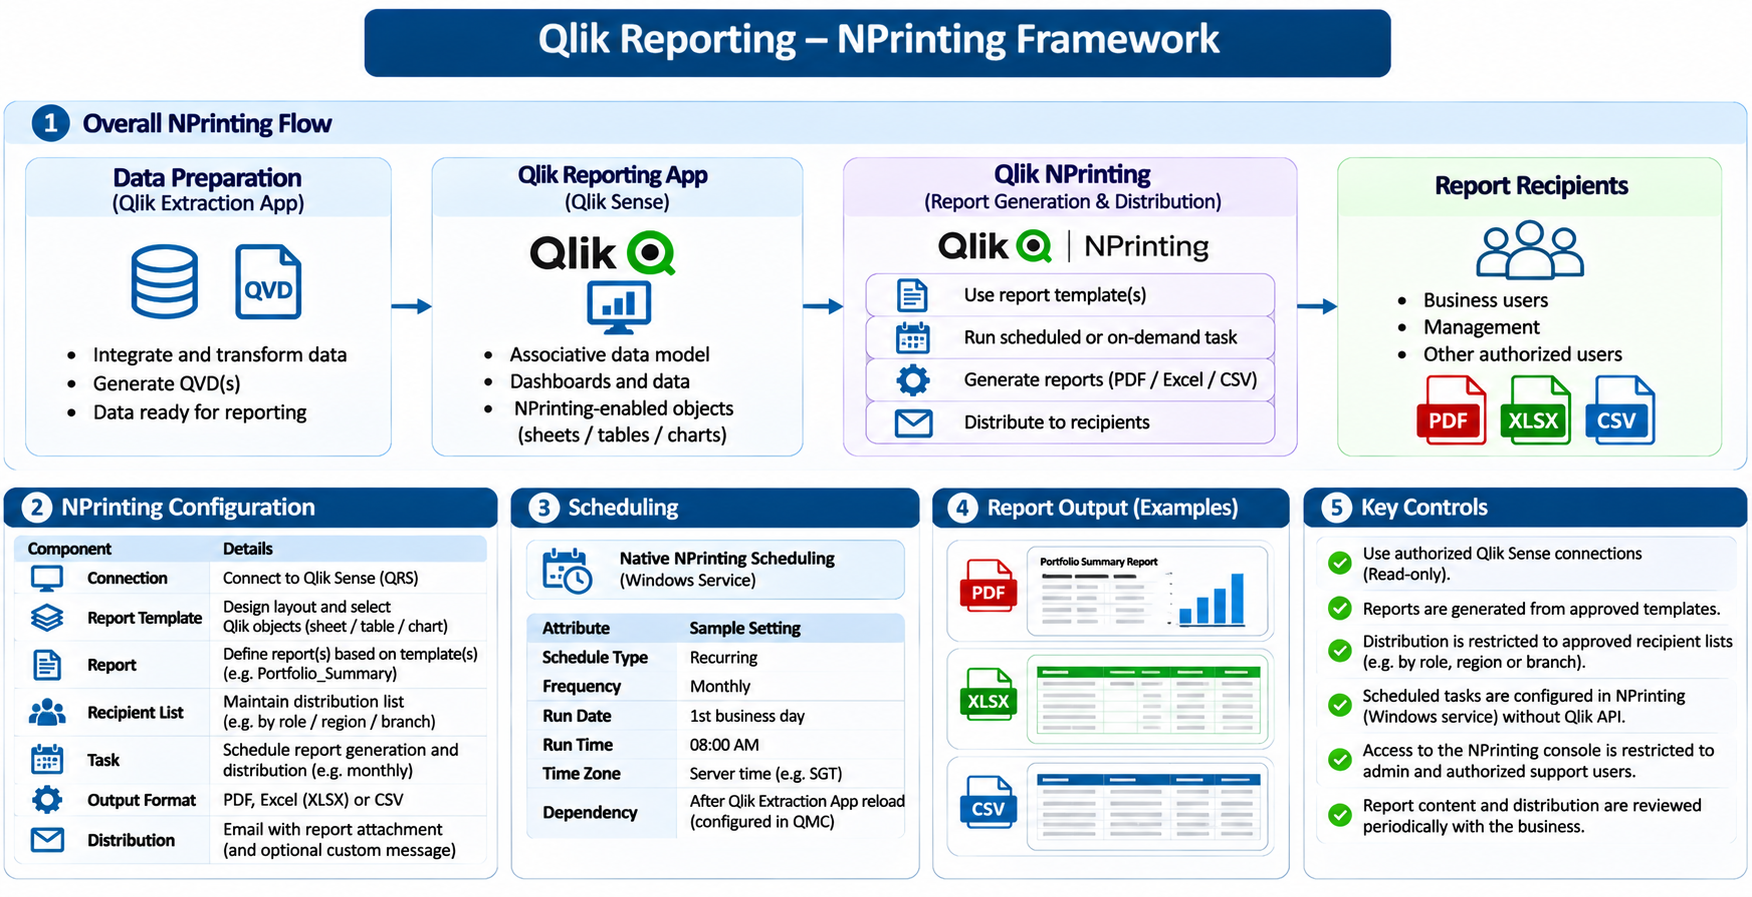 Qlik Reporting – NPrinting Framework
1 Overall NPrinting Flow
Data Preparation
(Qlik Extraction App)
QVD
• Integrate and transform data
• Generate QVD(s)
• Data ready for reporting
Qlik Reporting App
(Qlik Sense)
Qlik
• Associative data model
• Dashboards and data
• NPrinting-enabled objects
(sheets / tables / charts)
Qlik NPrinting
(Report Generation & Distribution)
Qlik | NPrinting
Use report template(s)
Run scheduled or on-demand task
Generate reports (PDF / Excel / CSV)
Distribute to recipients
Report Recipients
• Business users
• Management
• Other authorized users
PDF XLSX CSV
2 NPrinting Configuration
Component Details
Connection Connect to Qlik Sense (QRS)
Report Template Design layout and select
Qlik objects (sheet / table / chart)
Report Define report(s) based on template(s)
(e.g. Portfolio_Summary)
Recipient List Maintain distribution list
(e.g. by role / region / branch)
Task Schedule report generation and
distribution (e.g. monthly)
Output Format PDF, Excel (XLSX) or CSV
Distribution Email with report attachment
(and optional custom message)
3 Scheduling
Native NPrinting Scheduling
(Windows Service)
Attribute Sample Setting
Schedule Type Recurring
Frequency Monthly
Run Date 1st business day
Run Time 08:00 AM
Time Zone Server time (e.g. SGT)
Dependency After Qlik Extraction App reload
(configured in QMC)
4 Report Output (Examples)
PDF
Portfolio Summary Report
XLSX
CSV
5 Key Controls
Use authorized Qlik Sense connections
(Read-only).
Reports are generated from approved templates.
Distribution is restricted to approved recipient lists
(e.g. by role, region or branch).
Scheduled tasks are configured in NPrinting
(Windows service) without Qlik API.
Access to the NPrinting console is restricted to
admin and authorized support users.
Report content and distribution are reviewed
periodically with the business.